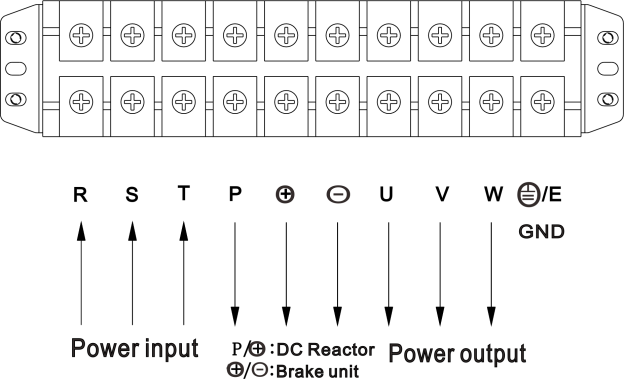 R S T P ⊕ ⊖ U V W ⏚/E
GND
Power input
P/⊕:DC Reactor
⊕/⊖:Brake unit
Power output